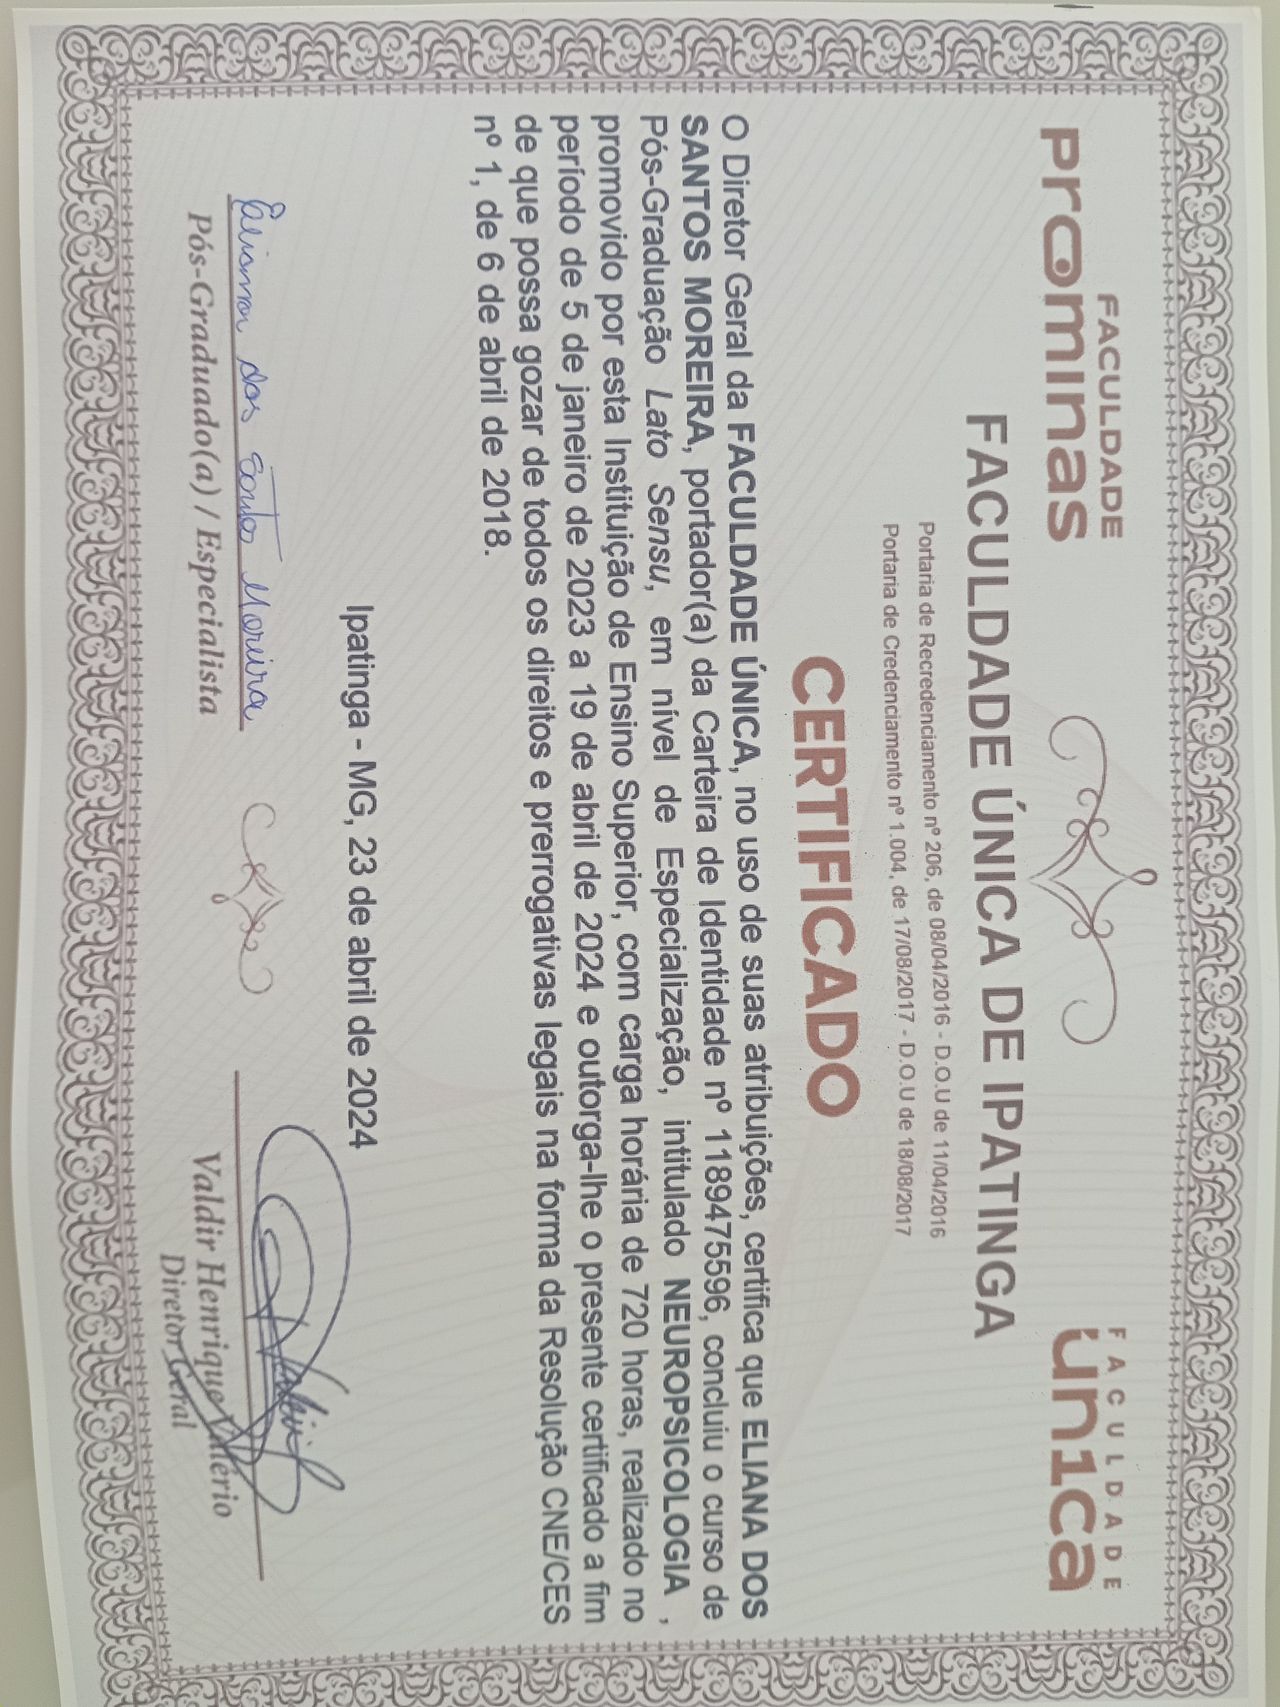 FACULDADE
prominas
FACULDADE
única
FACULDADE ÚNICA DE IPATINGA
Portaria de Recredenciamento nº 206, de 08/04/2016 - D.O.U de 11/04/2016
Portaria de Credenciamento nº 1.004, de 17/08/2017 - D.O.U de 18/08/2017
CERTIFICADO
O Diretor Geral da FACULDADE ÚNICA, no uso de suas atribuições, certifica que ELIANA DOS
SANTOS MOREIRA, portador(a) da Carteira de Identidade nº 1189475596, concluiu o curso de
Pós-Graduação Lato Sensu, em nível de Especialização, intitulado NEUROPSICOLOGIA ,
promovido por esta Instituição de Ensino Superior, com carga horária de 720 horas, realizado no
período de 5 de janeiro de 2023 a 19 de abril de 2024 e outorga-lhe o presente certificado a fim
de que possa gozar de todos os direitos e prerrogativas legais na forma da Resolução CNE/CES
nº 1, de 6 de abril de 2018.
Ipatinga - MG, 23 de abril de 2024
dos Santos Moreira
Pós-Graduado(a) / Especialista
Valdir Henrique Valério
Diretor Geral